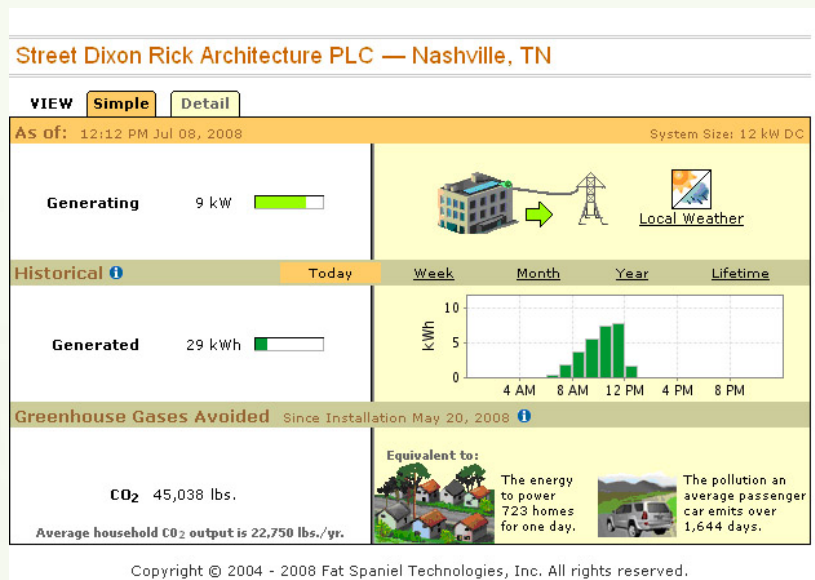 Street Dixon Rick Architecture PLC — Nashville, TN
VIEW Simple Detail
As of: 12:12 PM Jul 08, 2008 System Size: 12 kW DC
Generating 9 kW
Local Weather
Historical i Today Week Month Year Lifetime
Generated 29 kWh
kWh
10
5
0
4 AM 8 AM 12 PM 4 PM 8 PM
Greenhouse Gases Avoided Since Installation May 20, 2008 i
CO2 45,038 lbs.
Average household CO2 output is 22,750 lbs./yr.
Equivalent to:
The energy
to power
723 homes
for one day.
The pollution an
average passenger
car emits over
1,644 days.
Copyright © 2004 - 2008 Fat Spaniel Technologies, Inc. All rights reserved.